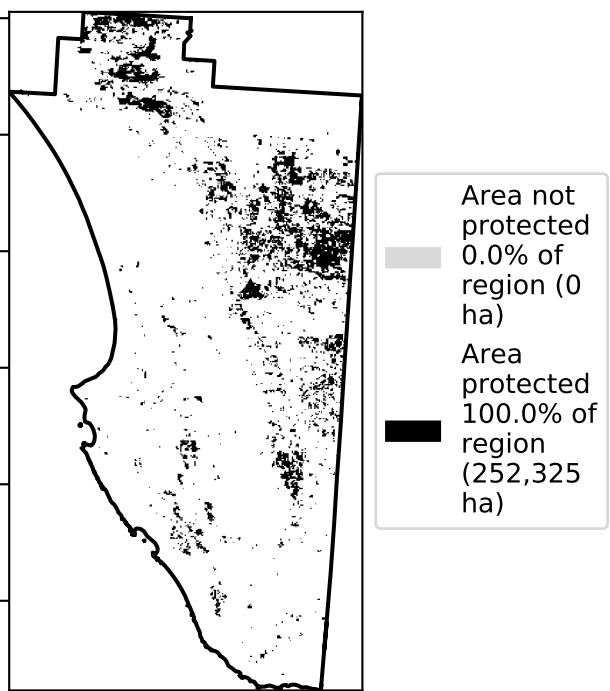 Area not
protected
0.0% of
region (0
ha)
Area
protected
100.0% of
region
(252,325
ha)